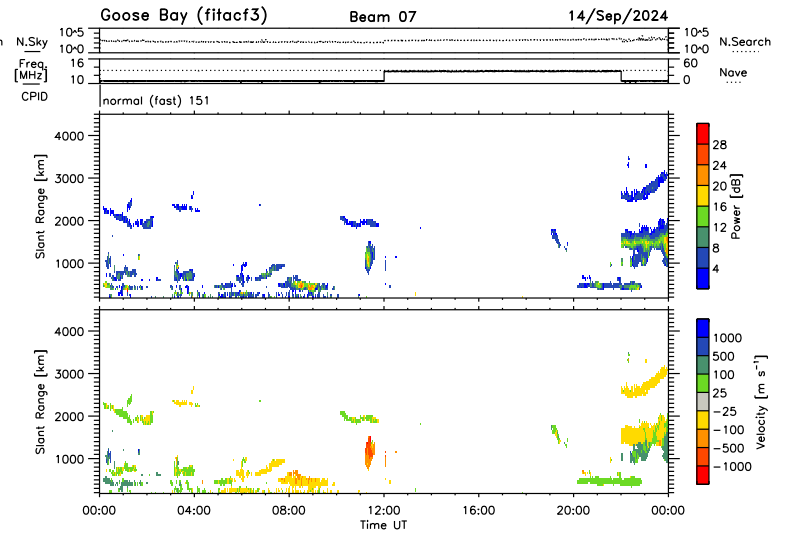 Goose Bay (fitacf3) Beam 07 14/Sep/2024
n N.Sky 10^5 10^0 10^5 10^0 N.Search
Freq. [MHz] 16 10 60 0 Nave
CPID normal (fast) 151
Slant Range [km] 4000 3000 2000 1000
Power [dB] 28 24 20 16 12 8 4
Slant Range [km] 4000 3000 2000 1000
Velocity [m s⁻¹] 1000 500 100 25 −25 −100 −500 −1000
00:00 04:00 08:00 12:00 16:00 20:00 00:00
Time UT